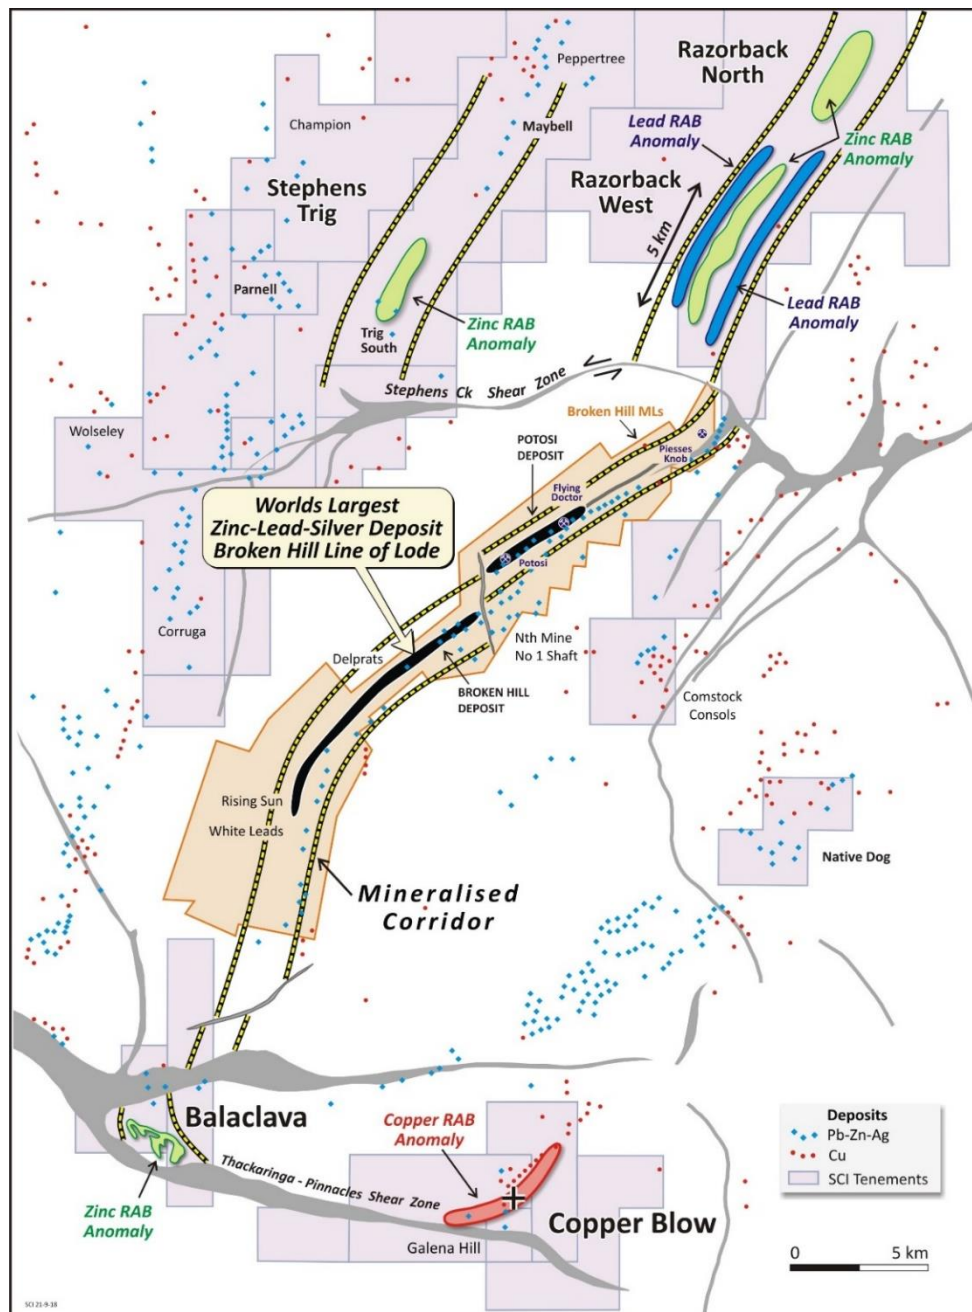 Razorback
North
Peppertree
Champion
Maybell
Lead RAB
Anomaly
Zinc RAB
Anomaly
Stephens
Trig
Razorback
West
5 km
Parnell
Trig
South
Zinc RAB
Anomaly
Lead RAB
Anomaly
Stephens Ck Shear Zone
Wolseley
Broken Hill MLs
POTOSI
DEPOSIT
Piesses
Knob
Flying
Doctor
Worlds Largest
Zinc-Lead-Silver Deposit
Broken Hill Line of Lode
Potosi
Corruga
Delprats
Nth Mine
No 1 Shaft
BROKEN HILL
DEPOSIT
Comstock
Consols
Rising Sun
White Leads
Native Dog
Mineralised
Corridor
Balaclava
Copper RAB
Anomaly
Zinc RAB
Anomaly
Thackaringa - Pinnacles Shear Zone
Copper Blow
Galena Hill
Deposits
Pb-Zn-Ag
Cu
SCI Tenements
0 5 km
SCI 21-9-18